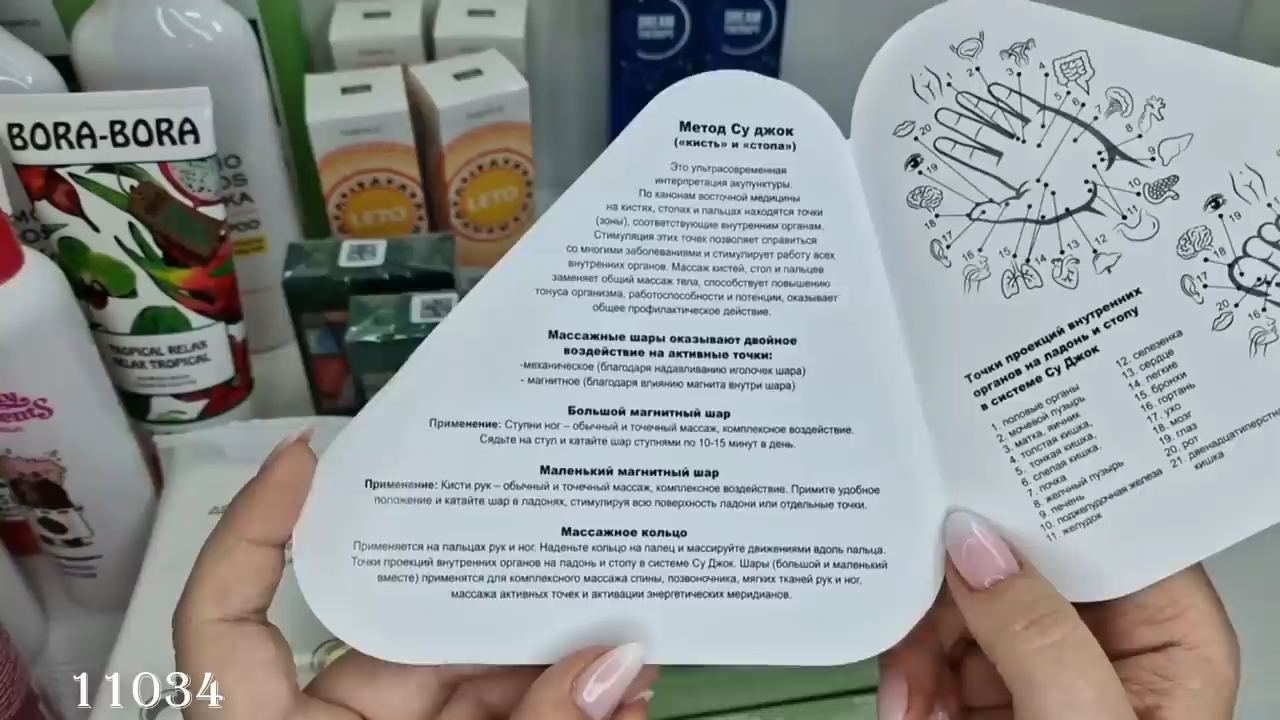 BORA-BORA
TROPICAL RELAX
RELAX TROPICAL
LETO
LETO
DREAM
THERAPY
DREAM
THERAPY
Метод Су джок
(«кисть» и «стопа»)
Это ультрасовременная
интерпретация акупунктуры.
По канонам восточной медицины
на кистях, стопах и пальцах находятся точки
(зоны), соответствующие внутренним органам.
Стимуляция этих точек позволяет справиться
со многими заболеваниями и стимулирует работу всех
внутренних органов. Массаж кистей, стоп и пальцев
заменяет общий массаж тела, способствует повышению
тонуса организма, работоспособности и потенции, оказывает
общее профилактическое действие.
Массажные шары оказывают двойное
воздействие на активные точки:
-механическое (благодаря надавливанию иголочек шара)
- магнитное (благодаря влиянию магнита внутри шара)
Большой магнитный шар
Применение: Ступни ног – обычный и точечный массаж, комплексное воздействие.
Сядьте на стул и катайте шар ступнями по 10-15 минут в день.
Маленький магнитный шар
Применение: Кисти рук – обычный и точечный массаж, комплексное воздействие. Примите удобное
положение и катайте шар в ладонях, стимулируя всю поверхность ладони или отдельные точки.
Массажное кольцо
Применяется на пальцах рук и ног. Наденьте кольцо на палец и массируйте движениями вдоль пальца.
Точки проекций внутренних органов на ладонь и стопу в системе Су Джок. Шары (большой и маленький
вместе) применятся для комплексного массажа спины, позвоночника, мягких тканей рук и ног,
массажа активных точек и активации энергетических меридианов.
Точки проекций внутренних
органов на ладонь и стопу
в системе Су Джок
1. половые органы
2. мочевой пузырь
3. матка, яичник
4. толстая кишка,
5. тонкая кишка,
6. слепая кишка,
7. почка
8. желчный пузырь
9. печень
10. поджелудочная железа
11. желудок
12. селезенка
13. сердце
14. легкие
15. бронхи
16. гортань
17. ухо
18. мозг
19. глаз
20. рот
21. двенадцатиперстн
кишка
11034